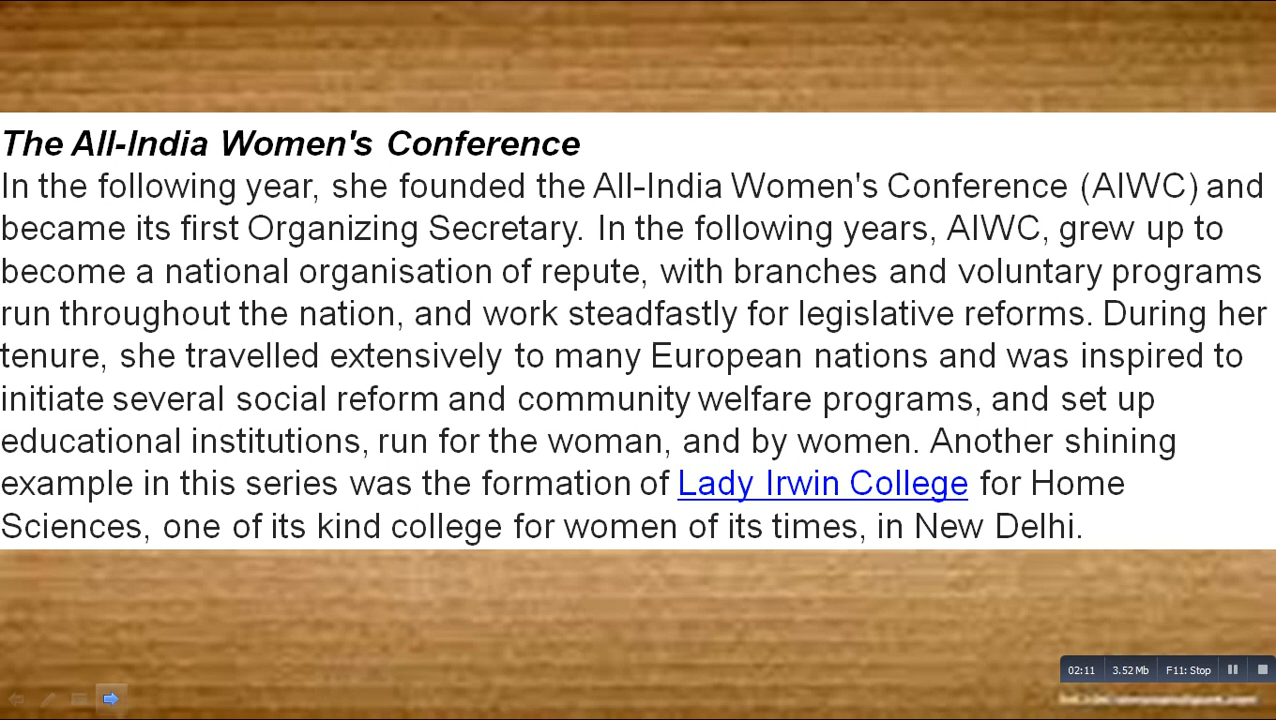 The All-India Women's Conference
In the following year, she founded the All-India Women's Conference (AIWC) and
became its first Organizing Secretary. In the following years, AIWC, grew up to
become a national organisation of repute, with branches and voluntary programs
run throughout the nation, and work steadfastly for legislative reforms. During her
tenure, she travelled extensively to many European nations and was inspired to
initiate several social reform and community welfare programs, and set up
educational institutions, run for the woman, and by women. Another shining
example in this series was the formation of Lady Irwin College for Home
Sciences, one of its kind college for women of its times, in New Delhi.
02:11 3.52 Mb F11: Stop